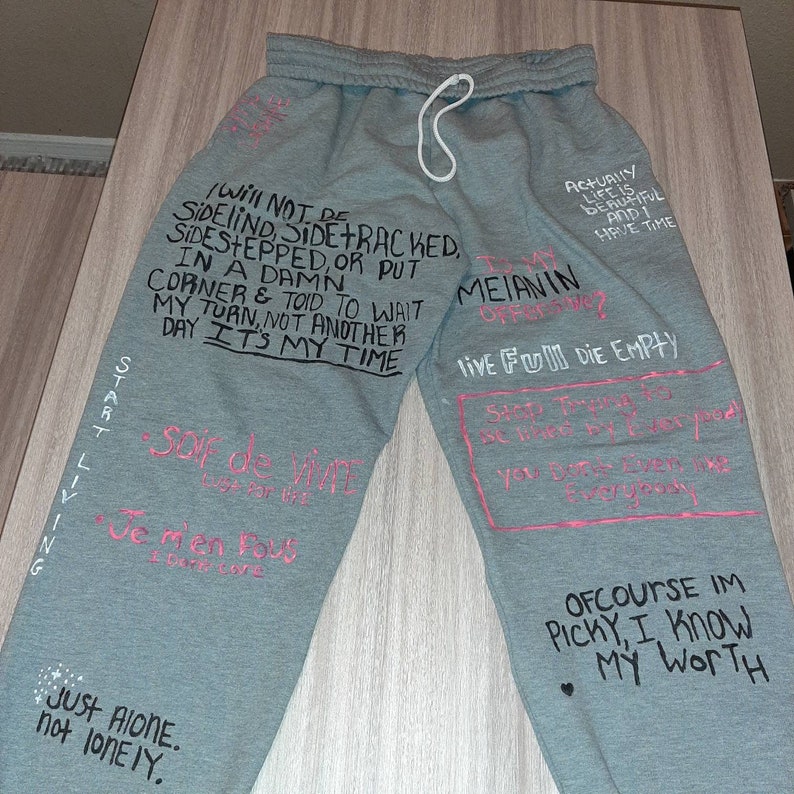 I Will NOT BE
SIDElIND, SIDEtRACKED,
SIDEStEPPED, OR PUT
IN A DAMN
CORNER & TOlD TO WAIT
MY TURN, NOT ANOTHER
DAY IT'S MY TIME
START LIVING
• SOIF de VIVRE
Lust For life
• Je m'en Fous
I Don't care
JUSt AlONE.
not lonely.
ACtUAllY
LIFE IS
bEAUTIFUL
AND I
HAVE TIME
IS MY
MElANIN
OFFENSIVE?
lIVE FUll DIE EMPty
Stop Trying to
be liked by Everybody
you Dont Even like
Everybody
OFCOURSE IM
PICKY, I KNOW
MY WORtH